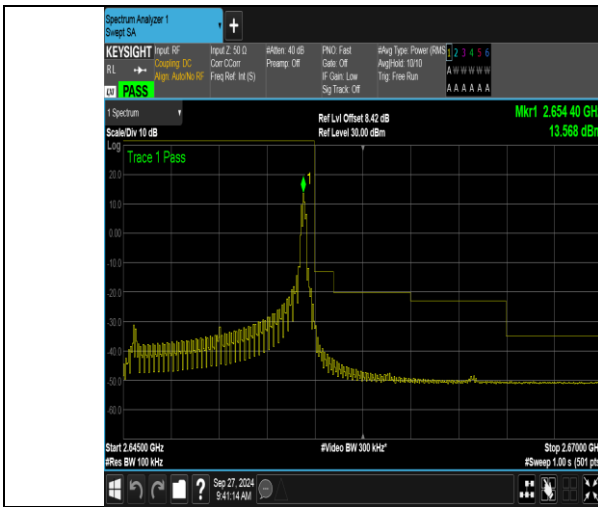 Spectrum Analyzer 1
Swept SA
KEYSIGHT Input: RF Input Z: 50 Ω #Atten: 40 dB PNO: Fast #Avg Type: Power (RMS 1 2 3 4 5 6
RL Coupling: DC Corr CCorr Preamp: Off Gate: Off Avg|Hold: 10/10 A W W W W W
Align: Auto/No RF Freq Ref: Int (S) IF Gain: Low Trig: Free Run
Sig Track: Off A A A A A A
LXI PASS
1 Spectrum Ref Lvl Offset 8.42 dB Mkr1 2.654 40 GH
Scale/Div 10 dB Ref Level 30.00 dBm 13.568 dBm
Log
Trace 1 Pass
20.0
1
10.0
0.00
-10.0
-20.0
-30.0
-40.0
-50.0
-60.0
Start 2.64500 GHz #Video BW 300 kHz* Stop 2.67000 GH
#Res BW 100 kHz #Sweep 1.00 s (501 pts
Sep 27, 2024
9:41:14 AM